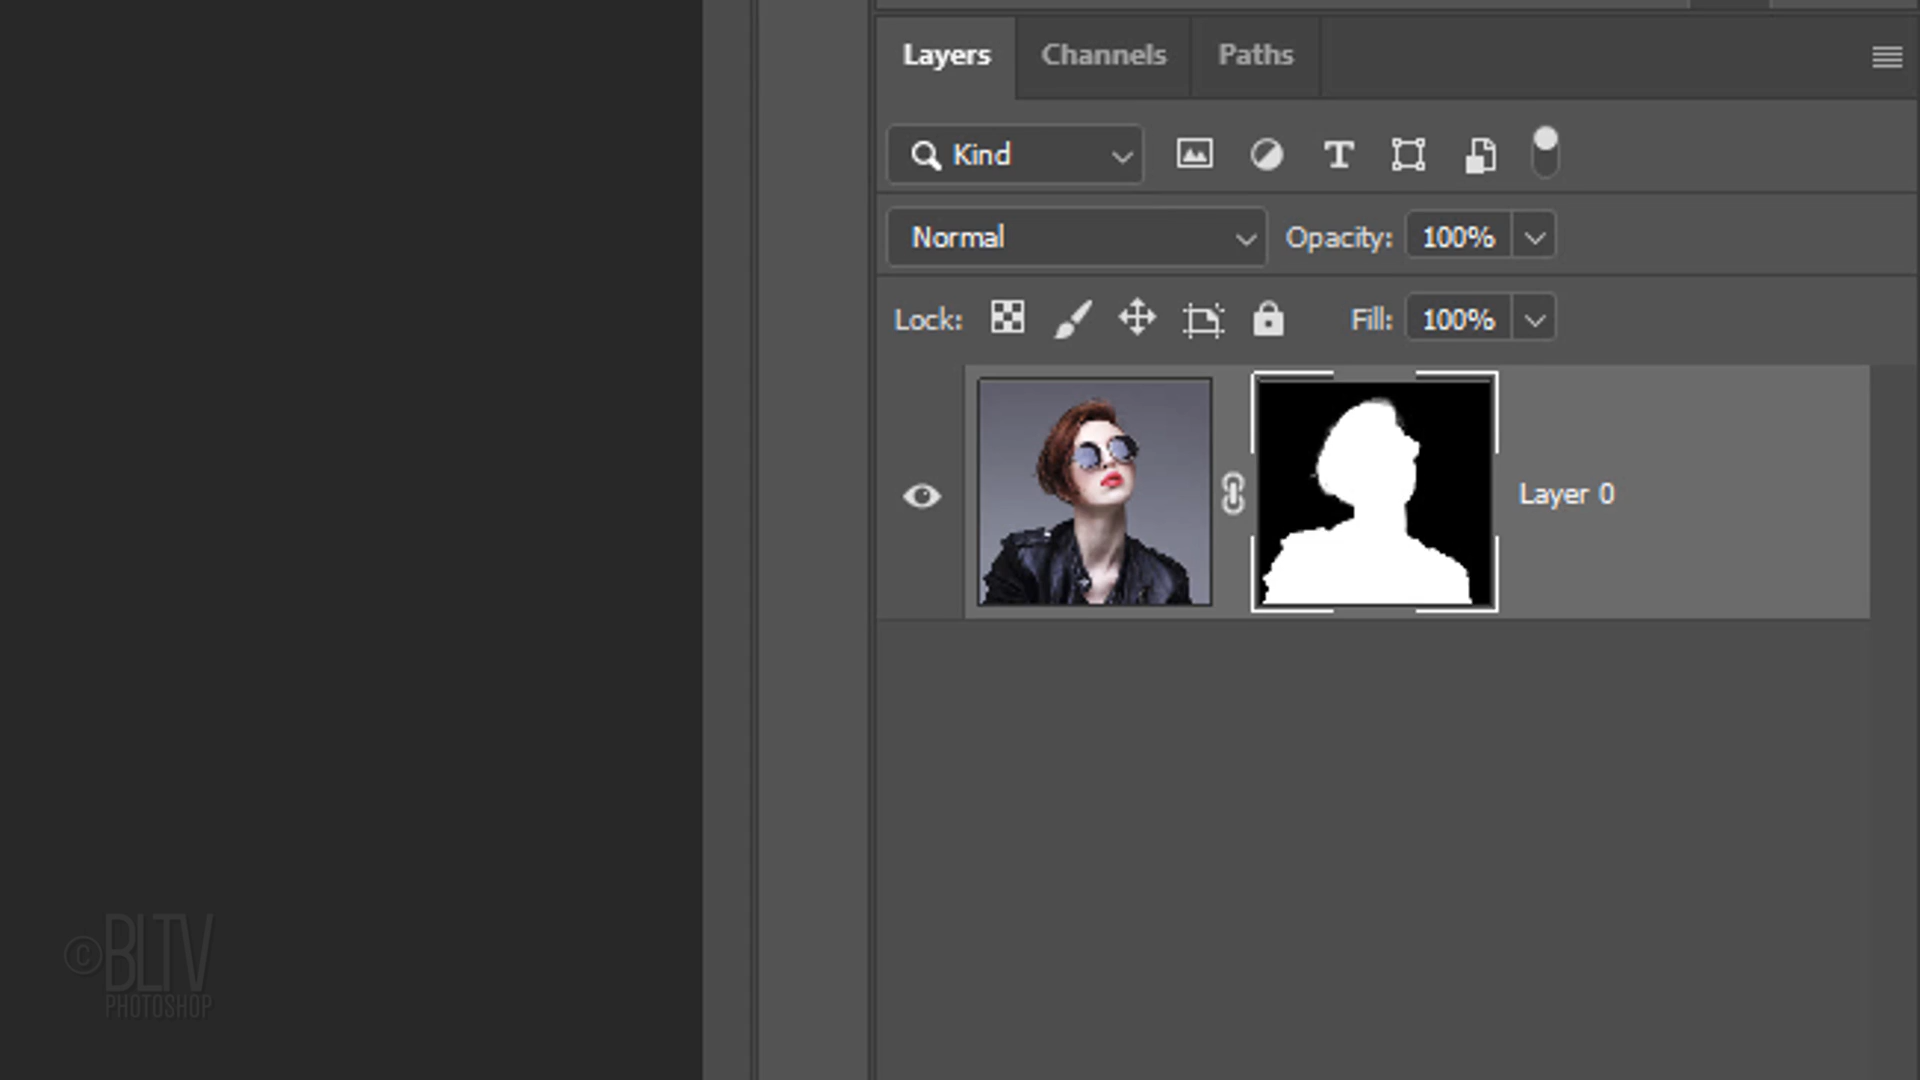 Layers Channels Paths
Kind
Normal Opacity: 100%
Lock: Fill: 100%
Layer 0
©BLTV
PHOTOSHOP